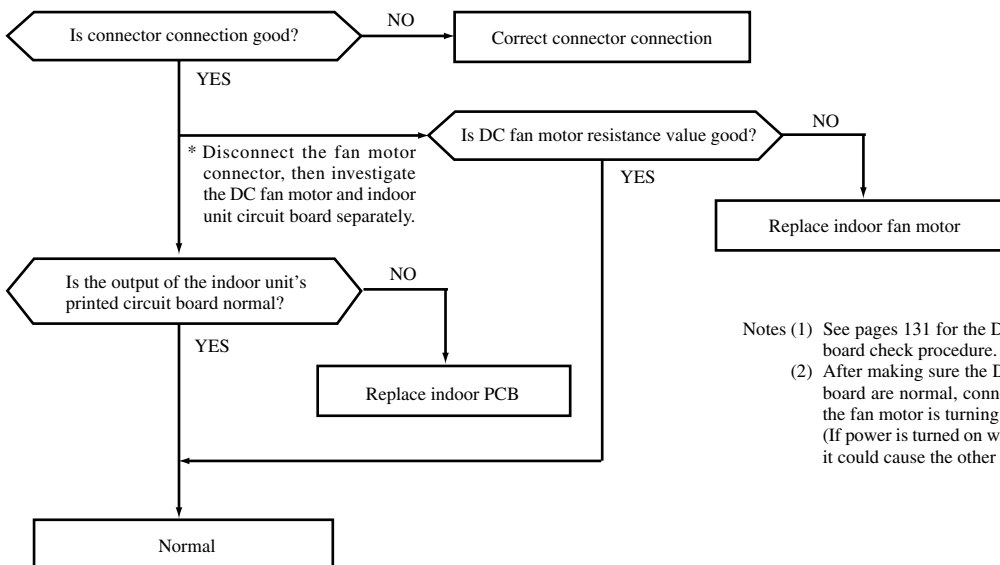 Is connector connection good?
NO
Correct connector connection
YES
* Disconnect the fan motor
connector, then investigate
the DC fan motor and indoor
unit circuit board separately.
Is DC fan motor resistance value good?
NO
YES
Replace indoor fan motor
Is the output of the indoor unit's
printed circuit board normal?
NO
YES
Replace indoor PCB
Notes (1) See pages 131 for the D
board check procedure.
(2) After making sure the D
board are normal, conn
the fan motor is turning
(If power is turned on w
it could cause the other
Normal